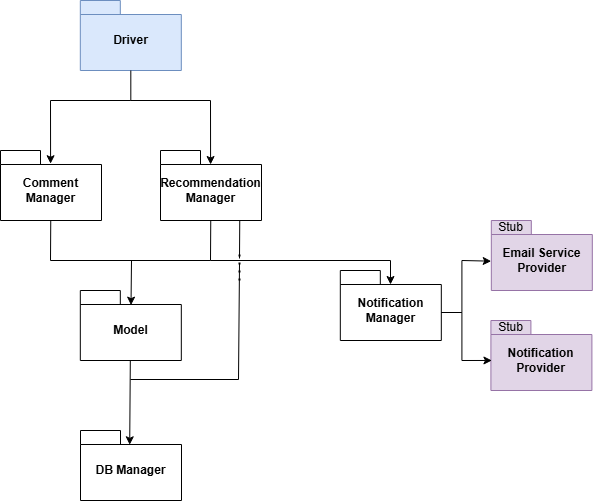 Driver
Comment
Manager
Recommendation
Manager
Stub
Email Service
Provider
Notification
Manager
Model
Stub
Notification
Provider
DB Manager